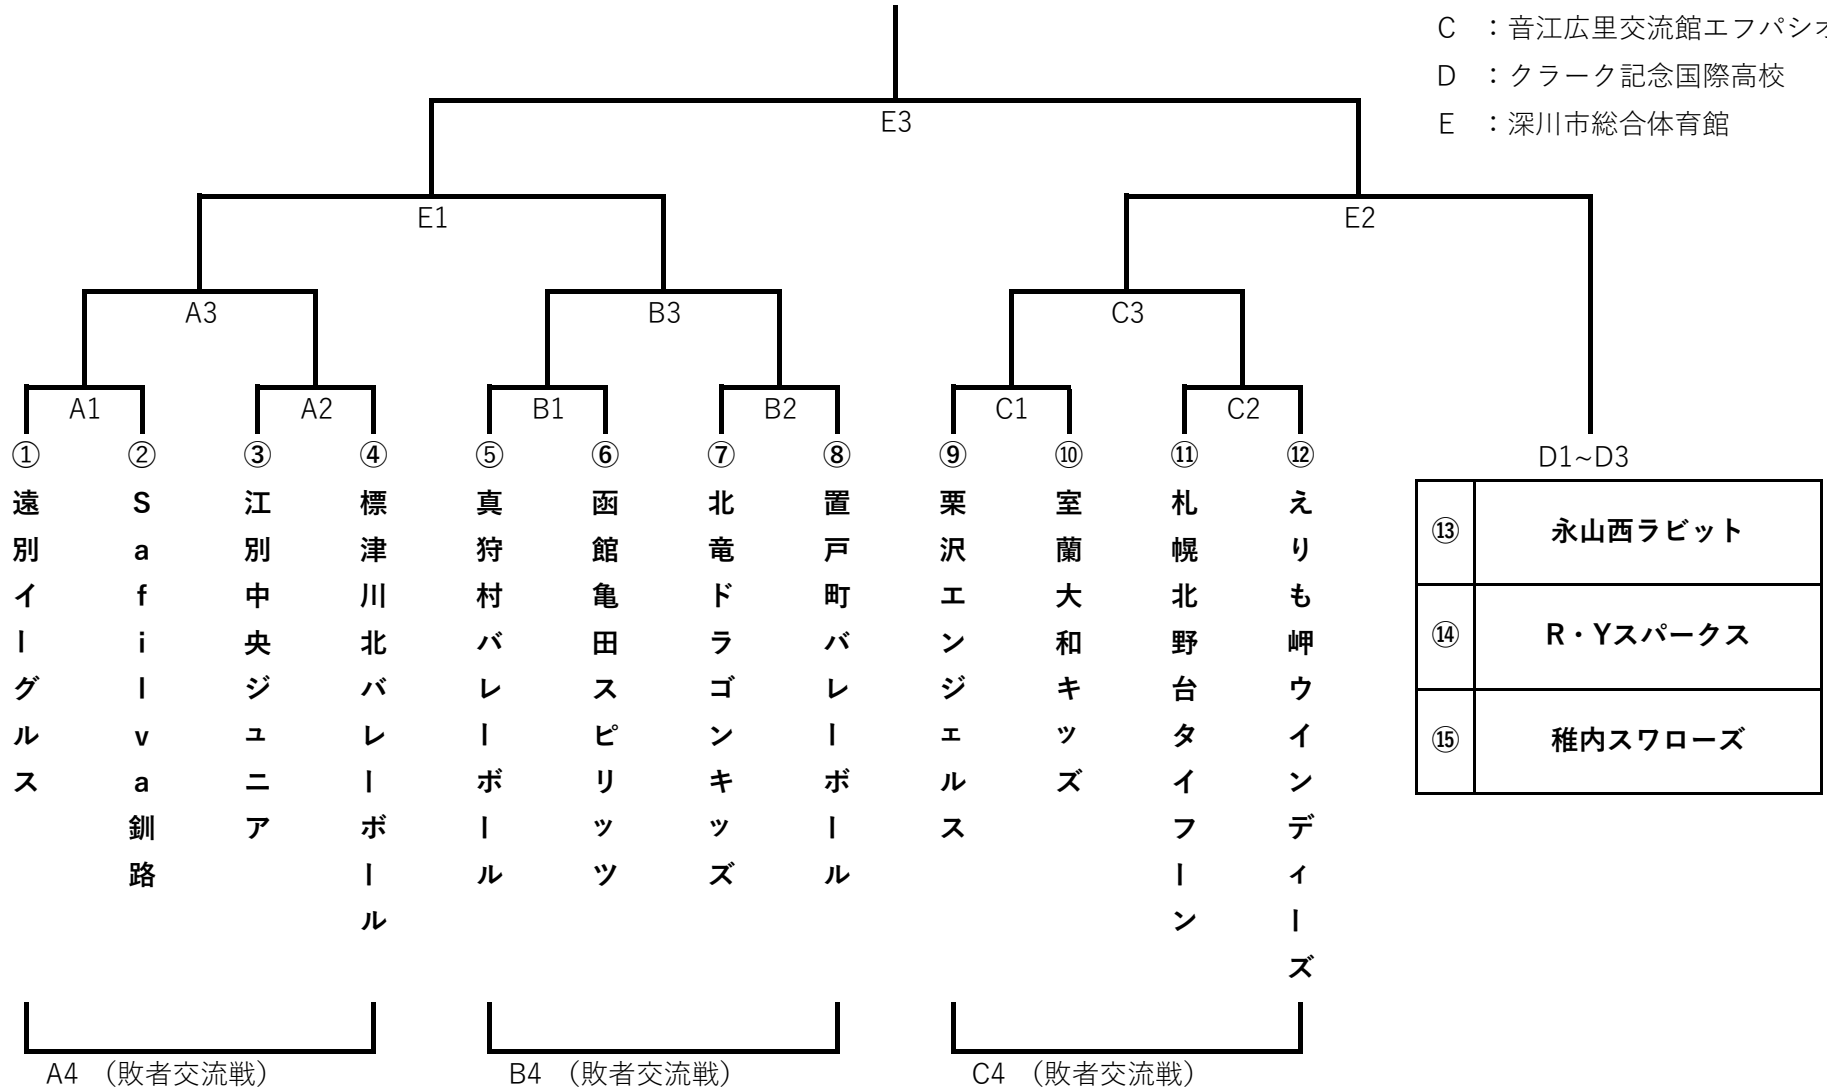 C ：音江広里交流館エフパシオ
D ：クラーク記念国際高校
E ：深川市総合体育館
E3
E1
E2
A3
B3
C3
A1
A2
B1
B2
C1
C2
①
遠別イーグルス
②
Safilva釧路
③
江別中央ジュニア
④
標津川北バレーボール
⑤
真狩村バレーボール
⑥
函館亀田スピリッツ
⑦
北竜ドラゴンキッズ
⑧
置戸町バレーボール
⑨
栗沢エンジェルス
⑩
室蘭大和キッズ
⑪
札幌北野台タイフーン
⑫
えりも岬ウインディーズ
D1~D3
⑬ 永山西ラビット
⑭ R・Yスパークス
⑮ 稚内スワローズ
A4 （敗者交流戦）
B4 （敗者交流戦）
C4 （敗者交流戦）